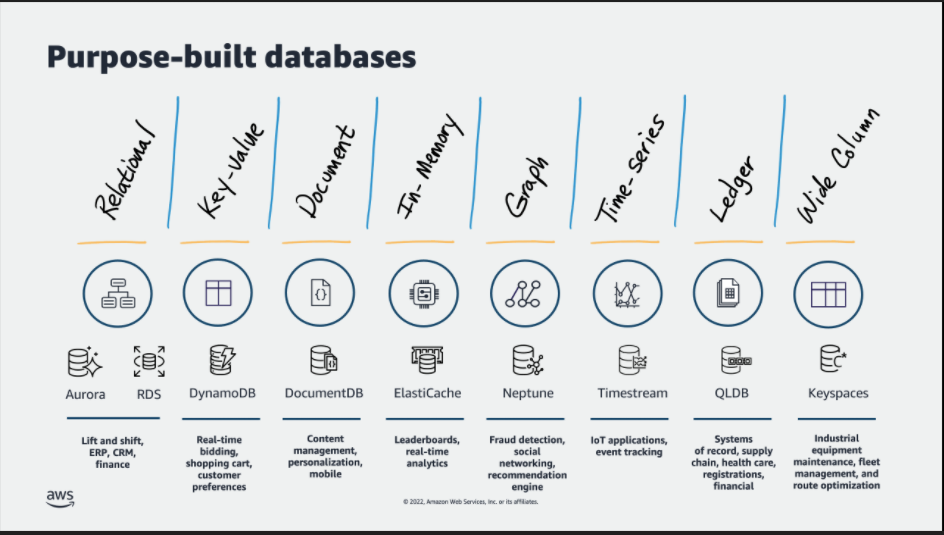 Purpose-built databases
Relational
Key-value
Document
In-Memory
Graph
Time-series
Ledger
Wide Column
Aurora
RDS
DynamoDB
DocumentDB
ElastiCache
Neptune
Timestream
QLDB
Keyspaces
Lift and shift,
ERP, CRM,
finance
Real-time
bidding,
shopping cart,
customer
preferences
Content
management,
personalization,
mobile
Leaderboards,
real-time
analytics
Fraud detection,
social
networking,
recommendation
engine
IoT applications,
event tracking
Systems
of record, supply
chain, health care,
registrations,
financial
Industrial
equipment
maintenance, fleet
management, and
route optimization
aws
© 2022, Amazon Web Services, Inc. or its affiliates.